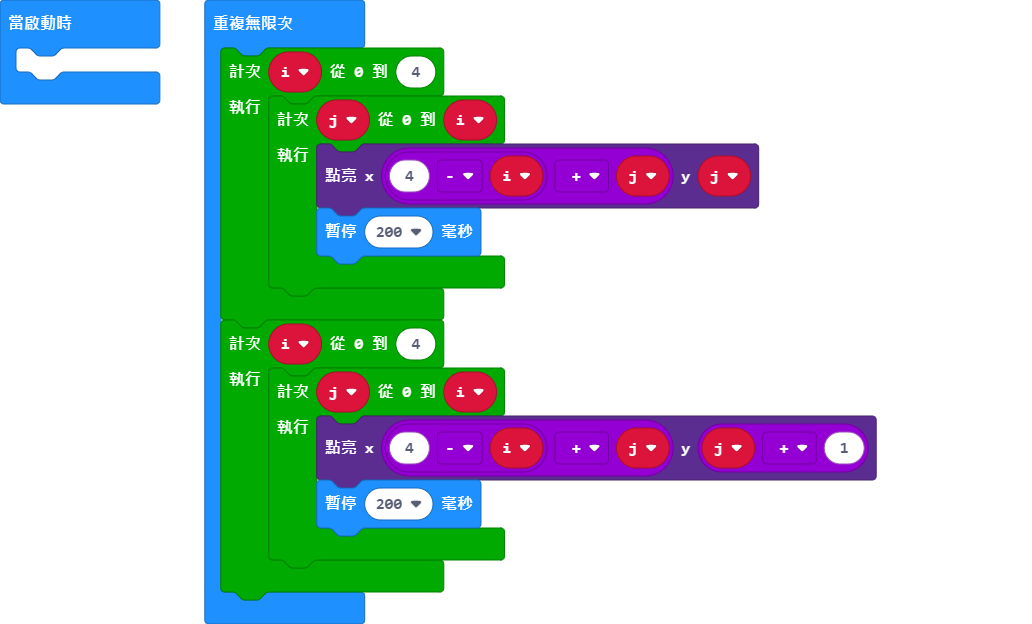 當啟動時
重複無限次
計次 i 從 0 到 4
執行
計次 j 從 0 到 i
執行
點亮 x 4 - i + j y j
暫停 200 毫秒
計次 i 從 0 到 4
執行
計次 j 從 0 到 i
執行
點亮 x 4 - i + j y j + 1
暫停 200 毫秒